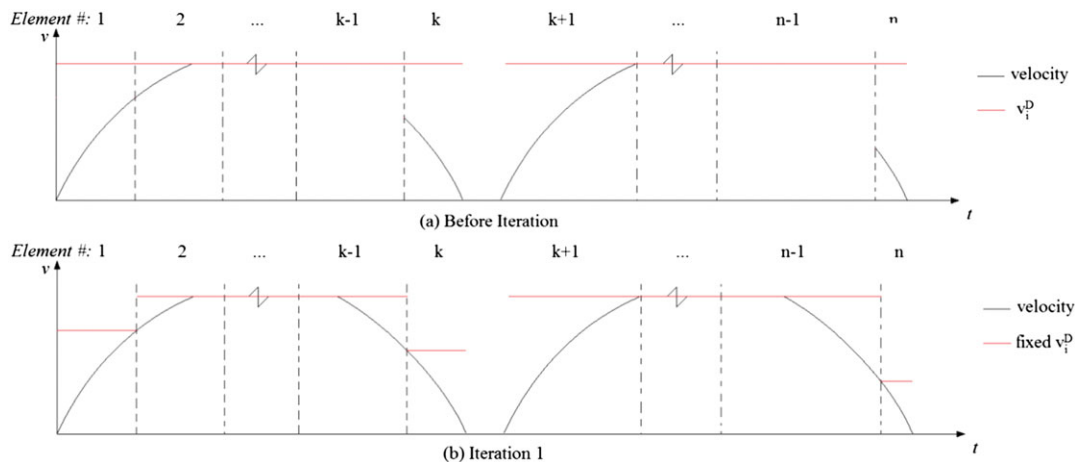 Element #: 1 2 ... k-1 k k+1 ... n-1 n
v
velocity
v_i^D
t
(a) Before Iteration
Element #: 1 2 ... k-1 k k+1 ... n-1 n
v
velocity
fixed v_i^D
t
(b) Iteration 1